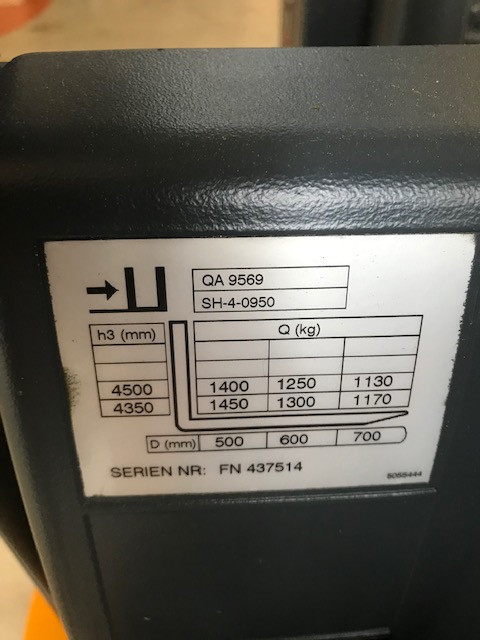 QA 9569
SH-4-0950
h3 (mm) Q (kg)
4500 1400 1250 1130
4350 1450 1300 1170
D (mm) 500 600 700
SERIEN NR: FN 437514